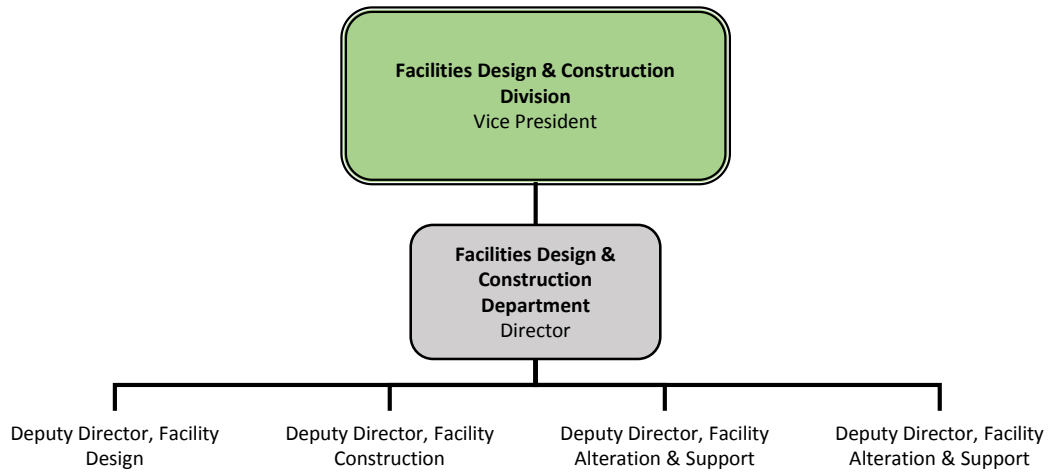 Facilities Design & Construction
Division
Vice President
Facilities Design &
Construction
Department
Director
Deputy Director, Facility
Design
Deputy Director, Facility
Construction
Deputy Director, Facility
Alteration & Support
Deputy Director, Facility
Alteration & Support